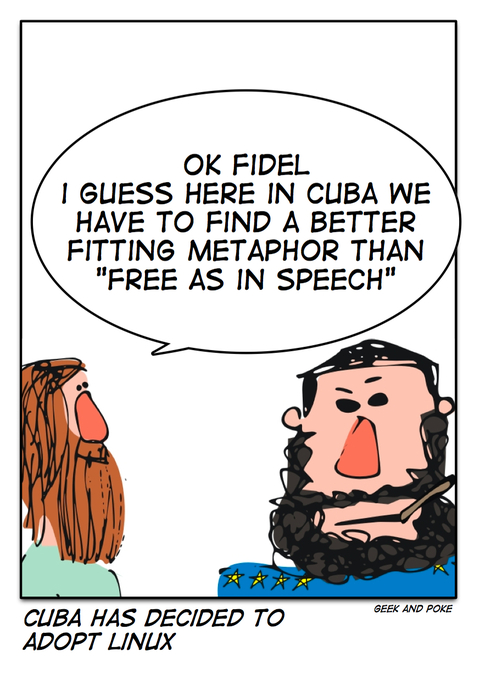 OK FIDEL
I GUESS HERE IN CUBA WE
HAVE TO FIND A BETTER
FITTING METAPHOR THAN
"FREE AS IN SPEECH"
GEEK AND POKE
CUBA HAS DECIDED TO
ADOPT LINUX